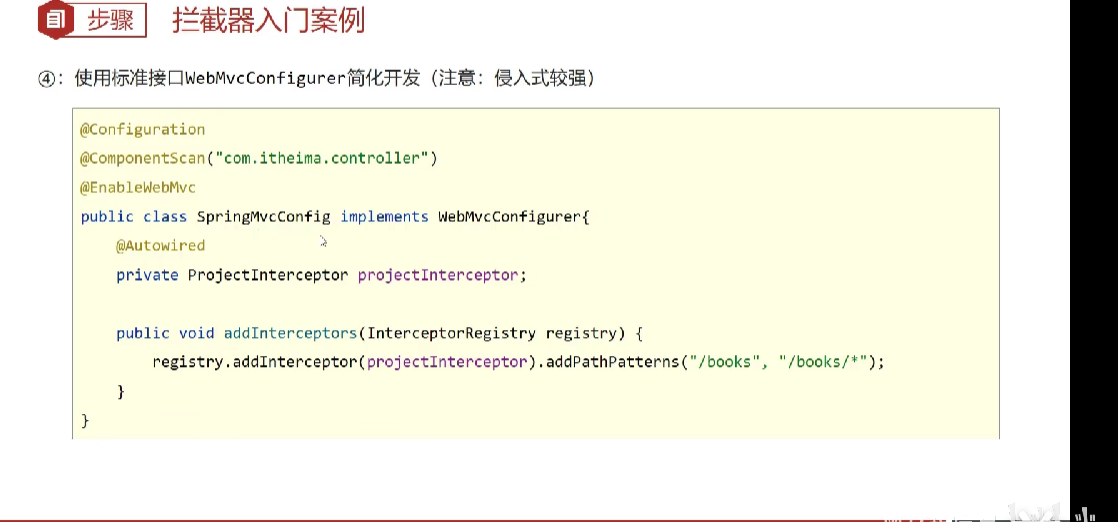 步骤 拦截器入门案例
④：使用标准接口WebMvcConfigurer简化开发（注意：侵入式较强）
@Configuration
@ComponentScan("com.itheima.controller")
@EnableWebMvc
public class SpringMvcConfig implements WebMvcConfigurer{
    @Autowired
    private ProjectInterceptor projectInterceptor;
    public void addInterceptors(InterceptorRegistry registry) {
        registry.addInterceptor(projectInterceptor).addPathPatterns("/books", "/books/*");
    }
}